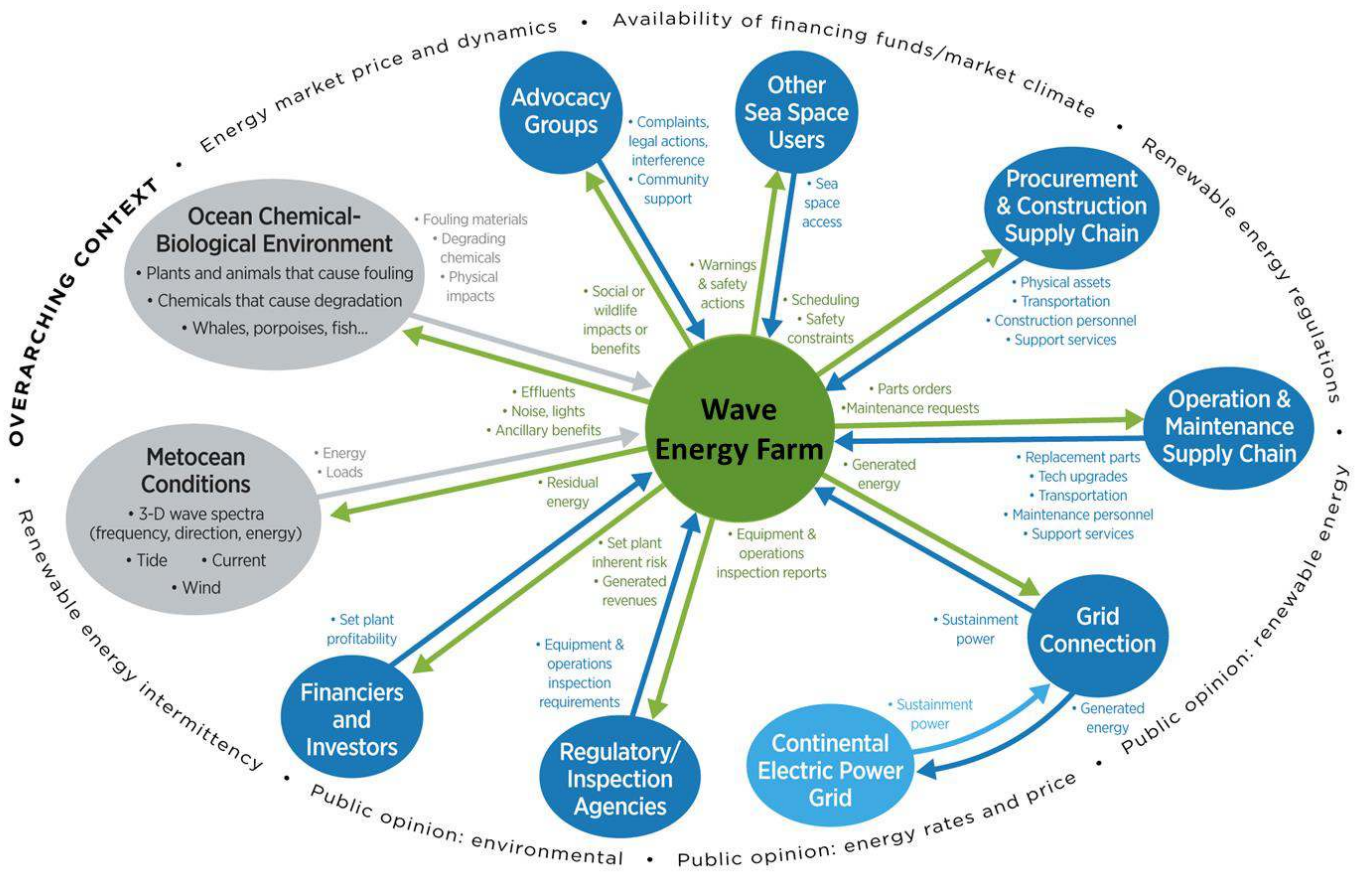 OVERARCHING CONTEXT • Energy market price and dynamics • Availability of financing funds/market climate • Renewable energy regulations •
Public opinion: renewable energy •
Public opinion: energy rates and price •
Public opinion: environmental •
Renewable energy intermittency •
Advocacy
Groups
• Complaints,
legal actions,
interference
• Community
support
Other
Sea Space
Users
• Sea
space
access
Procurement
& Construction
Supply Chain
• Physical assets
• Transportation
• Construction personnel
• Support services
Ocean Chemical-
Biological Environment
• Plants and animals that cause fouling
• Chemicals that cause degradation
• Whales, porpoises, fish...
• Fouling materials
• Degrading
chemicals
• Physical
impacts
• Social or
wildlife
impacts or
benefits
• Warnings
& safety
actions
• Scheduling
• Safety
constraints
• Effluents
• Noise, lights
• Ancillary benefits
Wave
Energy Farm
• Parts orders
•Maintenance requests
Operation &
Maintenance
Supply Chain
• Replacement parts
• Tech upgrades
• Transportation
• Maintenance personnel
• Support services
Metocean
Conditions
• 3-D wave spectra
(frequency, direction, energy)
• Tide • Current
• Wind
• Energy
• Loads
• Residual
energy
• Generated
energy
• Set plant
inherent risk
• Generated
revenues
• Equipment &
operations
inspection reports
• Set plant
profitability
Financiers
and
Investors
• Equipment &
operations
inspection
requirements
Regulatory/
Inspection
Agencies
• Sustainment
power
Grid
Connection
• Sustainment
power
• Generated
energy
Continental
Electric Power
Grid